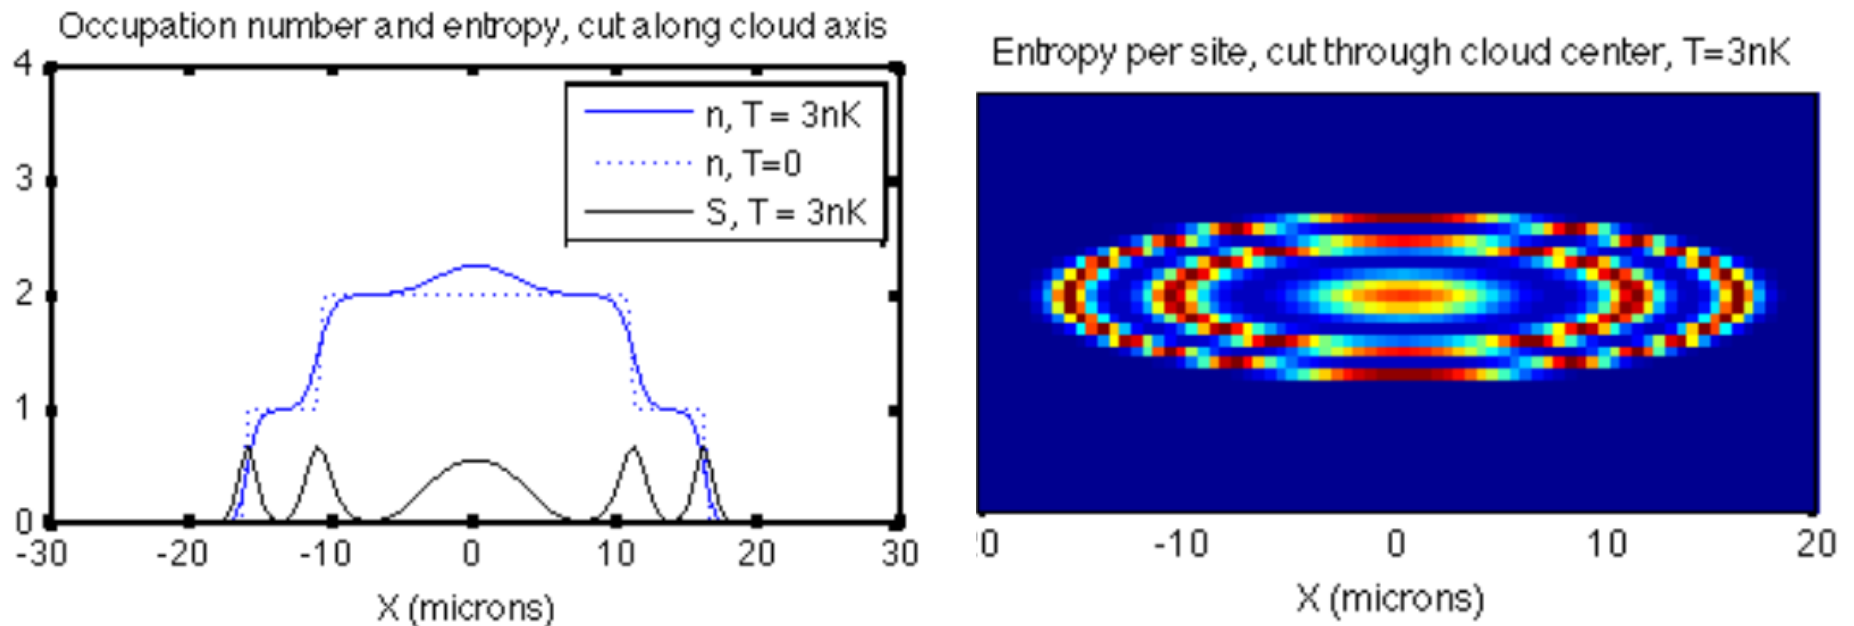 Occupation number and entropy, cut along cloud axis
4
3
2
1
0
n, T = 3nK
n, T=0
S, T = 3nK
-30
-20
-10
0
10
20
30
X (microns)
Entropy per site, cut through cloud center, T=3nK
0
-10
0
10
20
X (microns)